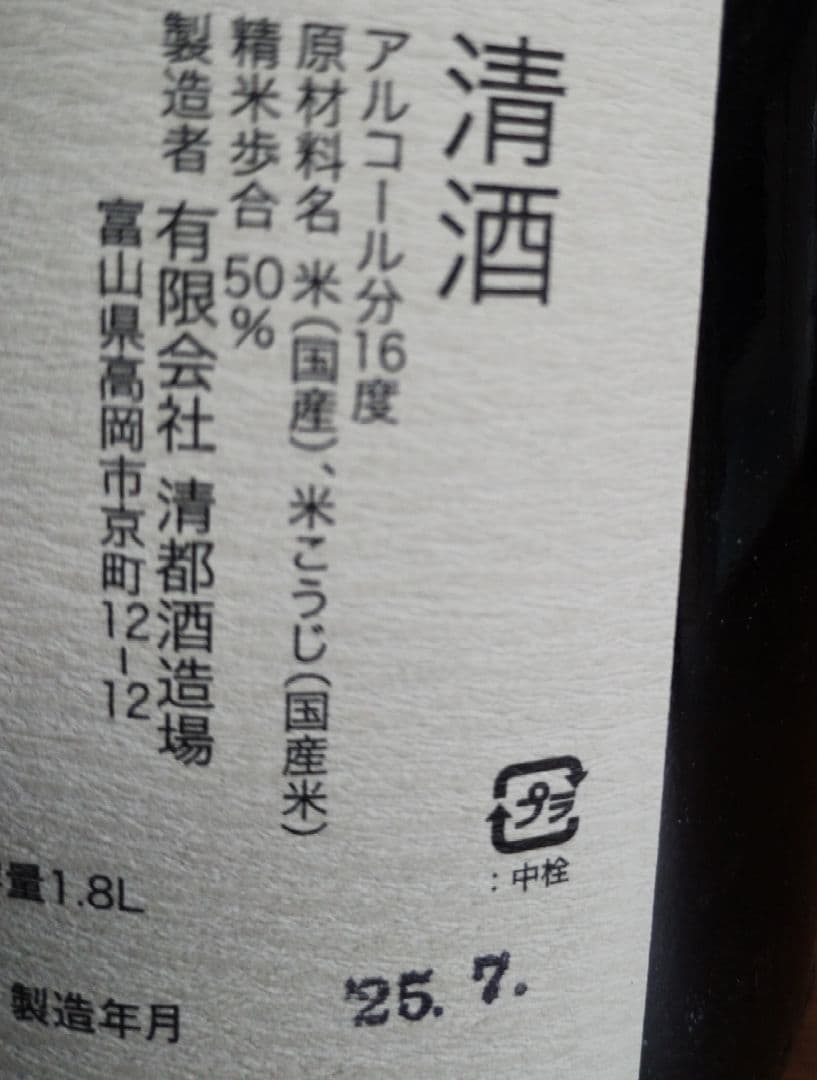 清酒
アルコール分16度
原材料名 米(国産)、米こうじ(国産米)
精米歩合 50%
製造者 有限会社 清都酒造場
富山県高岡市京町12-12
プラ
:中栓
量1.8L
製造年月 '25.7.